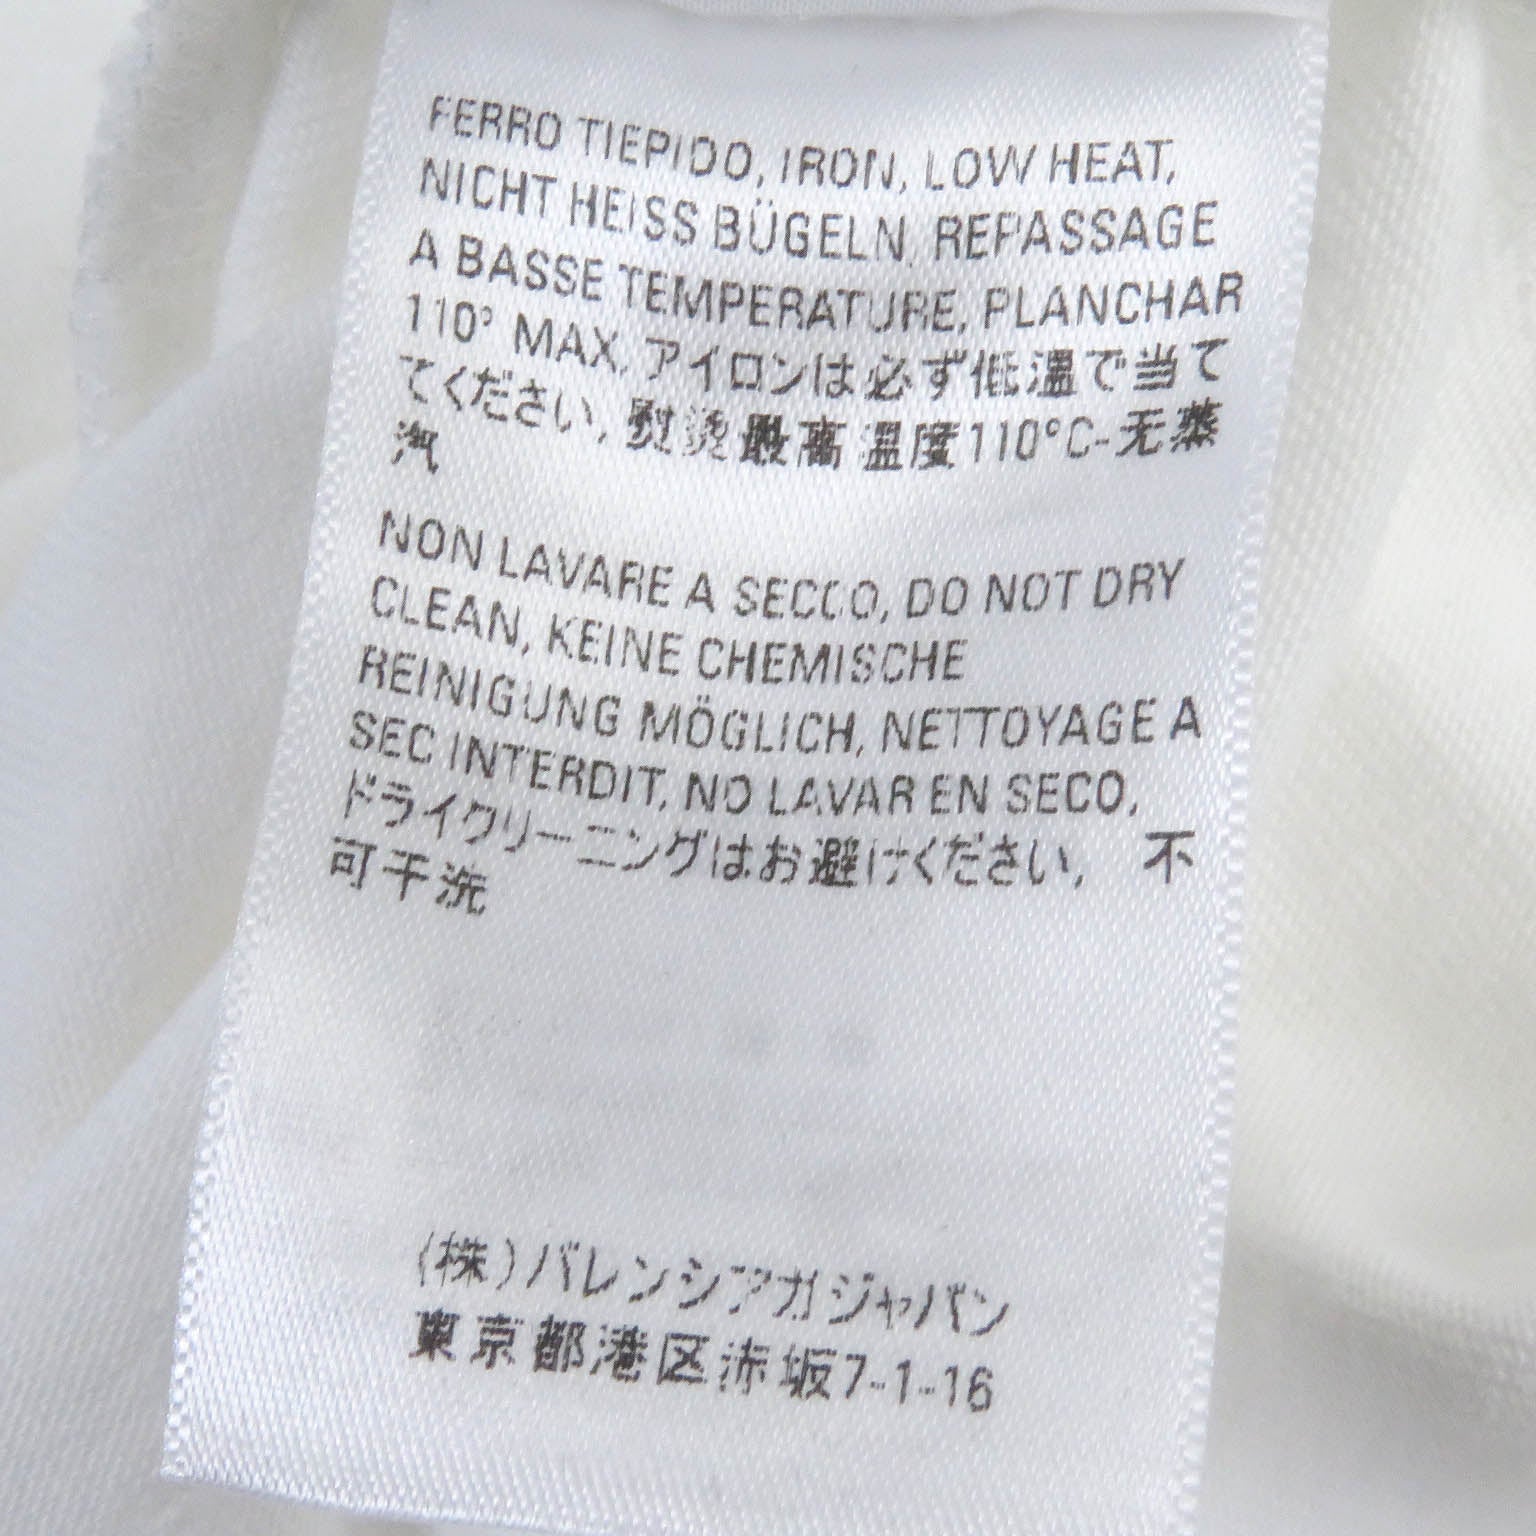 FERRO TIEPIDO, IRON, LOW HEAT,
NICHT HEISS BÜGELN, REPASSAGE
A BASSE TEMPERATURE, PLANCHAR
110° MAX, アイロンは必ず低温で当て
てください, 熨烫最高温度110°C-无蒸
汽
NON LAVARE A SECCO, DO NOT DRY
CLEAN, KEINE CHEMISCHE
REINIGUNG MÖGLICH, NETTOYAGE A
SEC INTERDIT, NO LAVAR EN SECO,
ドライクリーニングはお避けください, 不
可干洗
(株)バレンシアガジャパン
東京都港区赤坂7-1-16